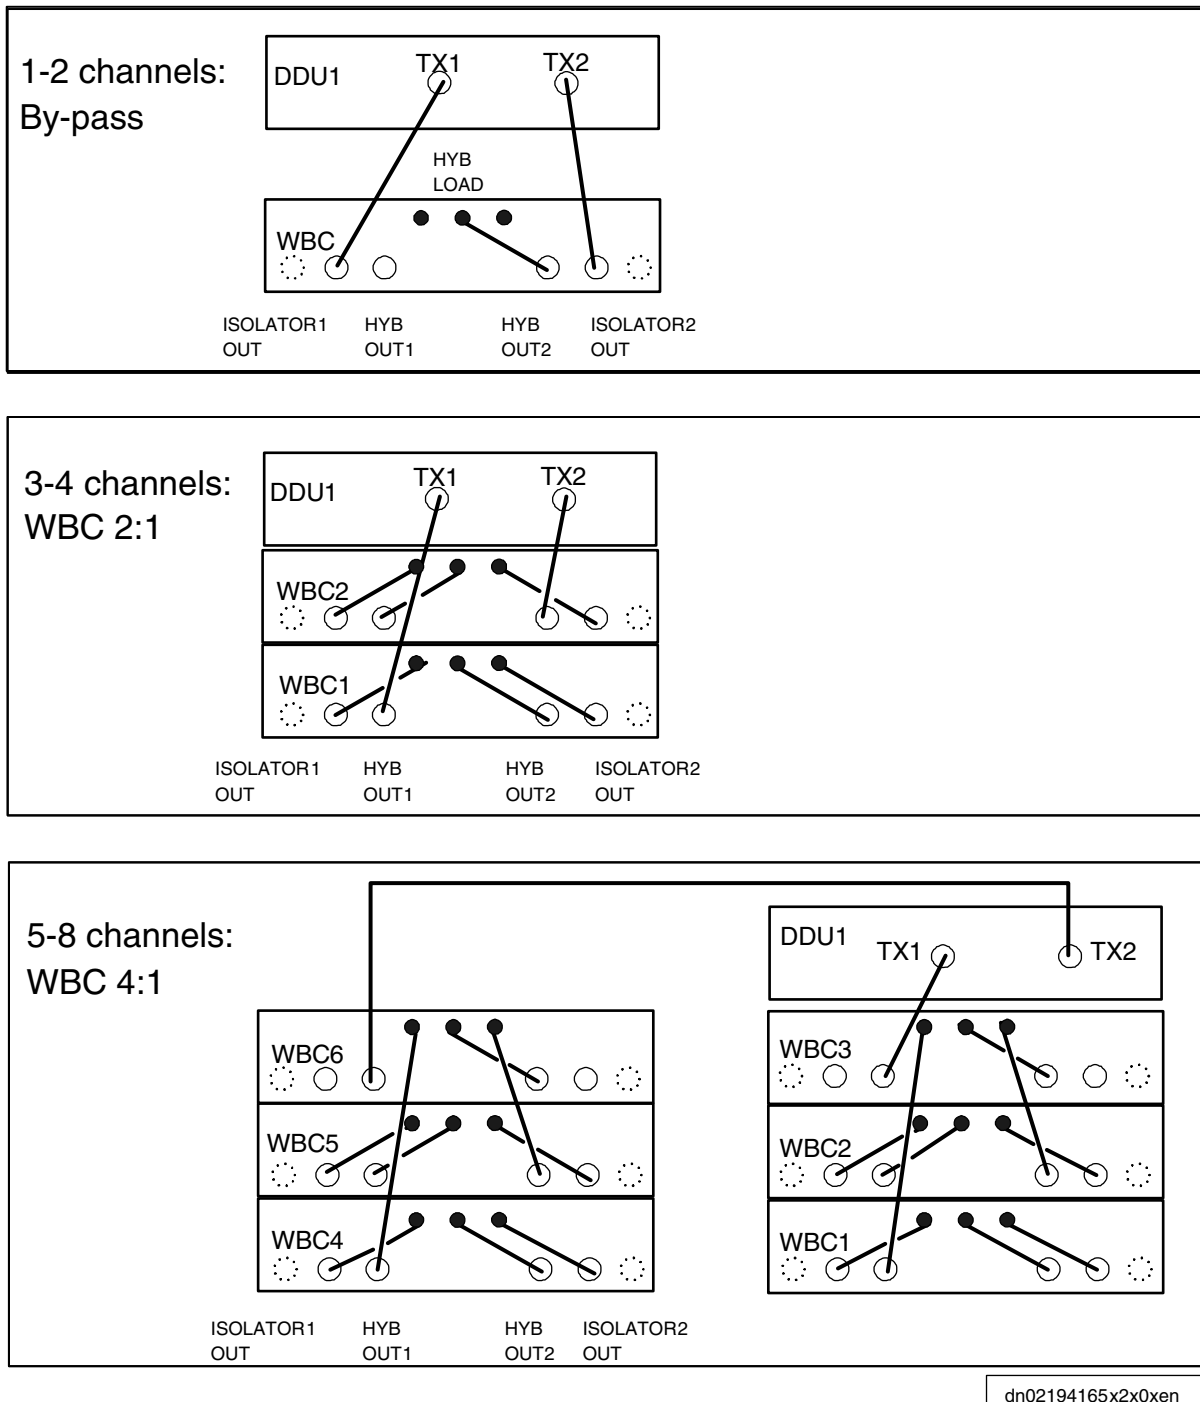 1-2 channels:
By-pass
DDU1
TX1
TX2
HYB
LOAD
WBC
ISOLATOR1
OUT
HYB
OUT1
HYB
OUT2
ISOLATOR2
OUT
3-4 channels:
WBC 2:1
DDU1
TX1
TX2
WBC2
WBC1
ISOLATOR1
OUT
HYB
OUT1
HYB
OUT2
ISOLATOR2
OUT
5-8 channels:
WBC 4:1
DDU1
TX1
TX2
WBC6
WBC5
WBC4
WBC3
WBC2
WBC1
ISOLATOR1
OUT
HYB
OUT1
HYB
OUT2
ISOLATOR2
OUT
dn02194165x2x0xen